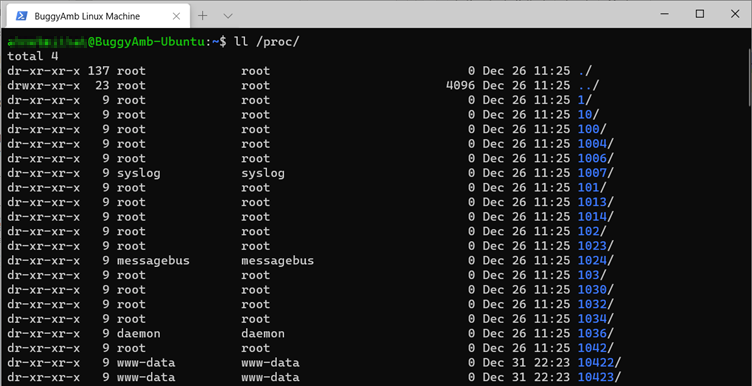 BuggyAmb Linux Machine
@BuggyAmb-Ubuntu:~$ ll /proc/
total 4
dr-xr-xr-x 137 root root 0 Dec 26 11:25 ./
drwxr-xr-x 23 root root 4096 Dec 26 11:25 ../
dr-xr-xr-x 9 root root 0 Dec 26 11:25 1/
dr-xr-xr-x 9 root root 0 Dec 26 11:25 10/
dr-xr-xr-x 9 root root 0 Dec 26 11:25 100/
dr-xr-xr-x 9 root root 0 Dec 26 11:25 1004/
dr-xr-xr-x 9 root root 0 Dec 26 11:25 1006/
dr-xr-xr-x 9 syslog syslog 0 Dec 26 11:25 1007/
dr-xr-xr-x 9 root root 0 Dec 26 11:25 101/
dr-xr-xr-x 9 root root 0 Dec 26 11:25 1013/
dr-xr-xr-x 9 root root 0 Dec 26 11:25 1014/
dr-xr-xr-x 9 root root 0 Dec 26 11:25 102/
dr-xr-xr-x 9 root root 0 Dec 26 11:25 1023/
dr-xr-xr-x 9 messagebus messagebus 0 Dec 26 11:25 1024/
dr-xr-xr-x 9 root root 0 Dec 26 11:25 103/
dr-xr-xr-x 9 root root 0 Dec 26 11:25 1030/
dr-xr-xr-x 9 root root 0 Dec 26 11:25 1032/
dr-xr-xr-x 9 root root 0 Dec 26 11:25 1034/
dr-xr-xr-x 9 daemon daemon 0 Dec 26 11:25 1036/
dr-xr-xr-x 9 root root 0 Dec 26 11:25 1042/
dr-xr-xr-x 9 www-data www-data 0 Dec 31 22:23 10422/
dr-xr-xr-x 9 www-data www-data 0 Dec 31 22:23 10423/